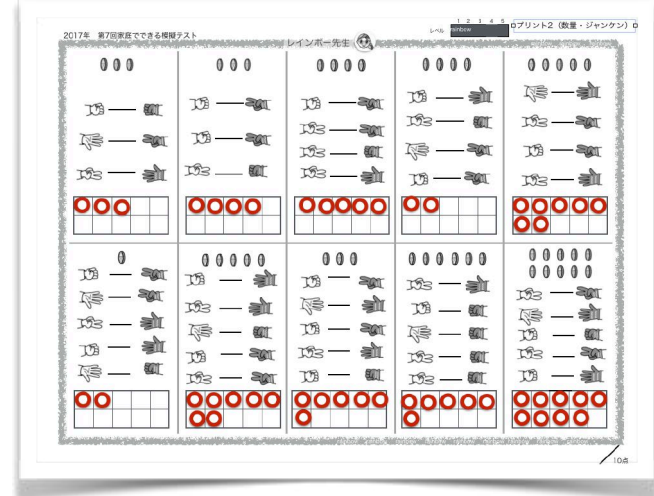 2017年 第7回家庭でできる模擬テスト
レインボー先生
レベル
1 2 3 4 5
rainbow
プリント2（数量・ジャンケン）
10点